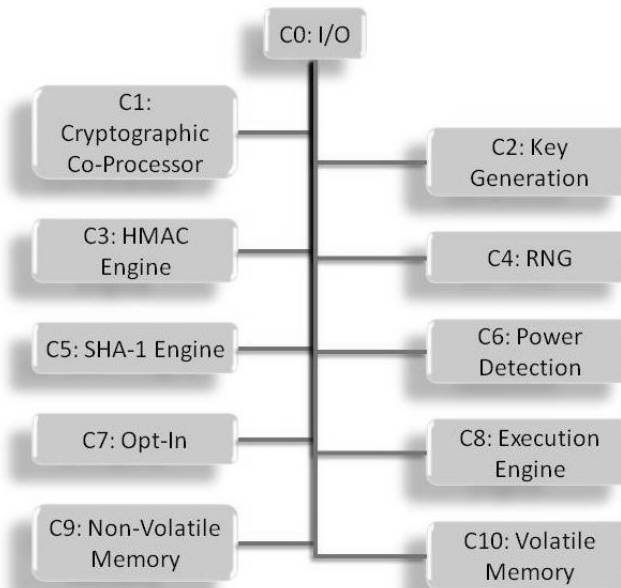 C0: I/O
C1:
Cryptographic
Co-Processor
C2: Key
Generation
C3: HMAC
Engine
C4: RNG
C5: SHA-1 Engine
C6: Power
Detection
C7: Opt-In
C8: Execution
Engine
C9: Non-Volatile
Memory
C10: Volatile
Memory